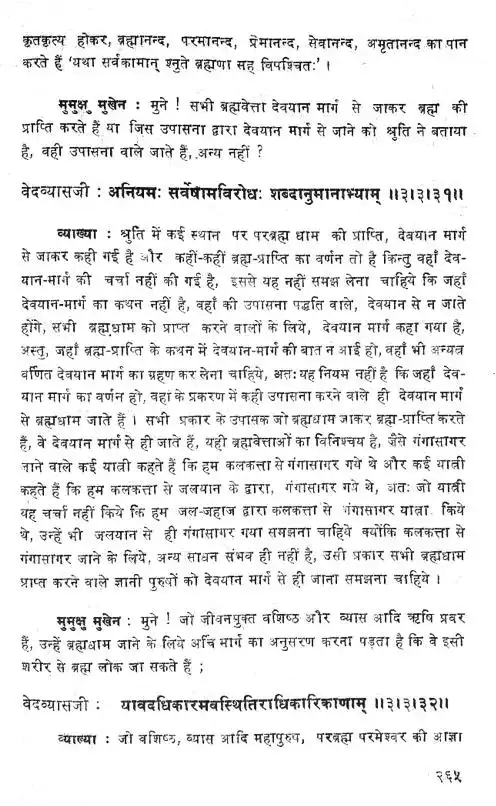 कृतकृत्य होकर, ब्रह्मानन्द, परमानन्द, प्रेमानन्द, सेवानन्द, अमृतानन्द का पान
करते हैं 'यथा सर्वकामान् श्नुते ब्रह्मणा सह विपश्चितः' ।
मुमुक्षु मुखेन : मुने ! सभी ब्रह्मवेत्ता देवयान मार्ग से जाकर ब्रह्म की
प्राप्ति करते हैं या जिस उपासना द्वारा देवयान मार्ग से जाने को श्रुति ने बताया
है, वही उपासना वाले जाते हैं, अन्य नहीं ?
वेदव्यासजी : अनियमः सर्वेषामविरोधः शब्दानुमानाभ्याम् ॥३।३।३१॥
व्याख्या : श्रुति में कई स्थान पर परब्रह्म धाम की प्राप्ति, देवयान मार्ग
से जाकर कही गई है और कहीं-कहीं ब्रह्म-प्राप्ति का वर्णन तो है किन्तु वहाँ देव-
यान-मार्ग की चर्चा नहीं की गई है, इससे यह नहीं समझ लेना चाहिये कि जहाँ
देवयान-मार्ग का कथन नहीं है, वहाँ की उपासना पद्धति वाले, देवयान से न जाते
होंगे, सभी ब्रह्मधाम को प्राप्त करने वालों के लिये, देवयान मार्ग कहा गया है,
अस्तु, जहाँ ब्रह्म-प्राप्ति के कथन में देवयान-मार्ग की बात न आई हो, वहाँ भी अन्यत्र
वर्णित देवयान मार्ग का ग्रहण कर लेना चाहिये, अतः यह नियम नहीं है कि जहाँ देव-
यान मार्ग का वर्णन हो, वहाँ के प्रकरण में कही उपासना करने वाले ही देवयान मार्ग
से ब्रह्मधाम जाते हैं । सभी प्रकार के उपासक जो ब्रह्मधाम जाकर ब्रह्म-प्राप्ति करते
हैं, वे देवयान मार्ग से ही जाते हैं, यही ब्रह्मवेत्ताओं का विनिश्चय है, जैसे गंगासागर
जाने वाले कई यात्री कहते हैं कि हम कलकत्ता से गंगासागर गये थे और कई यात्री
कहते हैं कि हम कलकत्ता से जलयान के द्वारा, गंगासागर गये थे, अतः जो यात्री
यह चर्चा नहीं किये कि हम जल-जहाज द्वारा कलकत्ता से गंगासागर यात्रा किये
थे, उन्हें भी जलयान से ही गंगासागर गया समझना चाहिये क्योंकि कलकत्ता से
गंगासागर जाने के लिये, अन्य साधन संभव ही नहीं है, उसी प्रकार सभी ब्रह्मधाम
प्राप्त करने वाले ज्ञानी पुरुषों को देवयान मार्ग से ही जाना समझना चाहिये ।
मुमुक्षु मुखेन : मुने ! जो जीवनमुक्त वशिष्ठ और व्यास आदि ऋषि प्रवर
हैं, उन्हें ब्रह्मधाम जाने के लिये अर्चि मार्ग का अनुसरण करना पड़ता है कि वे इसी
शरीर से ब्रह्म लोक जा सकते हैं ;
वेदव्यासजी : यावदधिकारमवस्थितिराधिकारिकाणाम् ॥३।३।३२॥
व्याख्या : जो वशिष्ठ, व्यास आदि महापुरुष, परब्रह्म परमेश्वर की आज्ञा
२६५